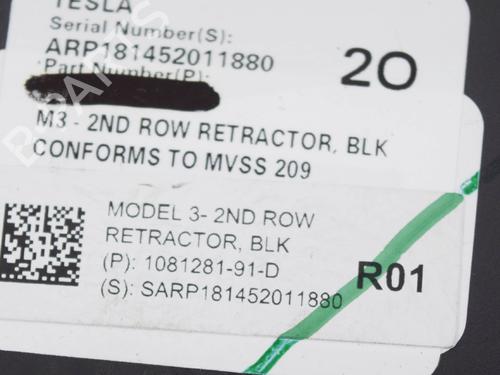 TESLA
Serial Number(S):
ARP181452011880
2O
Part Number(P):
M3 - 2ND ROW RETRACTOR, BLK
CONFORMS TO MVSS 209
MODEL 3- 2ND ROW
RETRACTOR, BLK
(P): 1081281-91-D
R01
(S): SARP181452011880